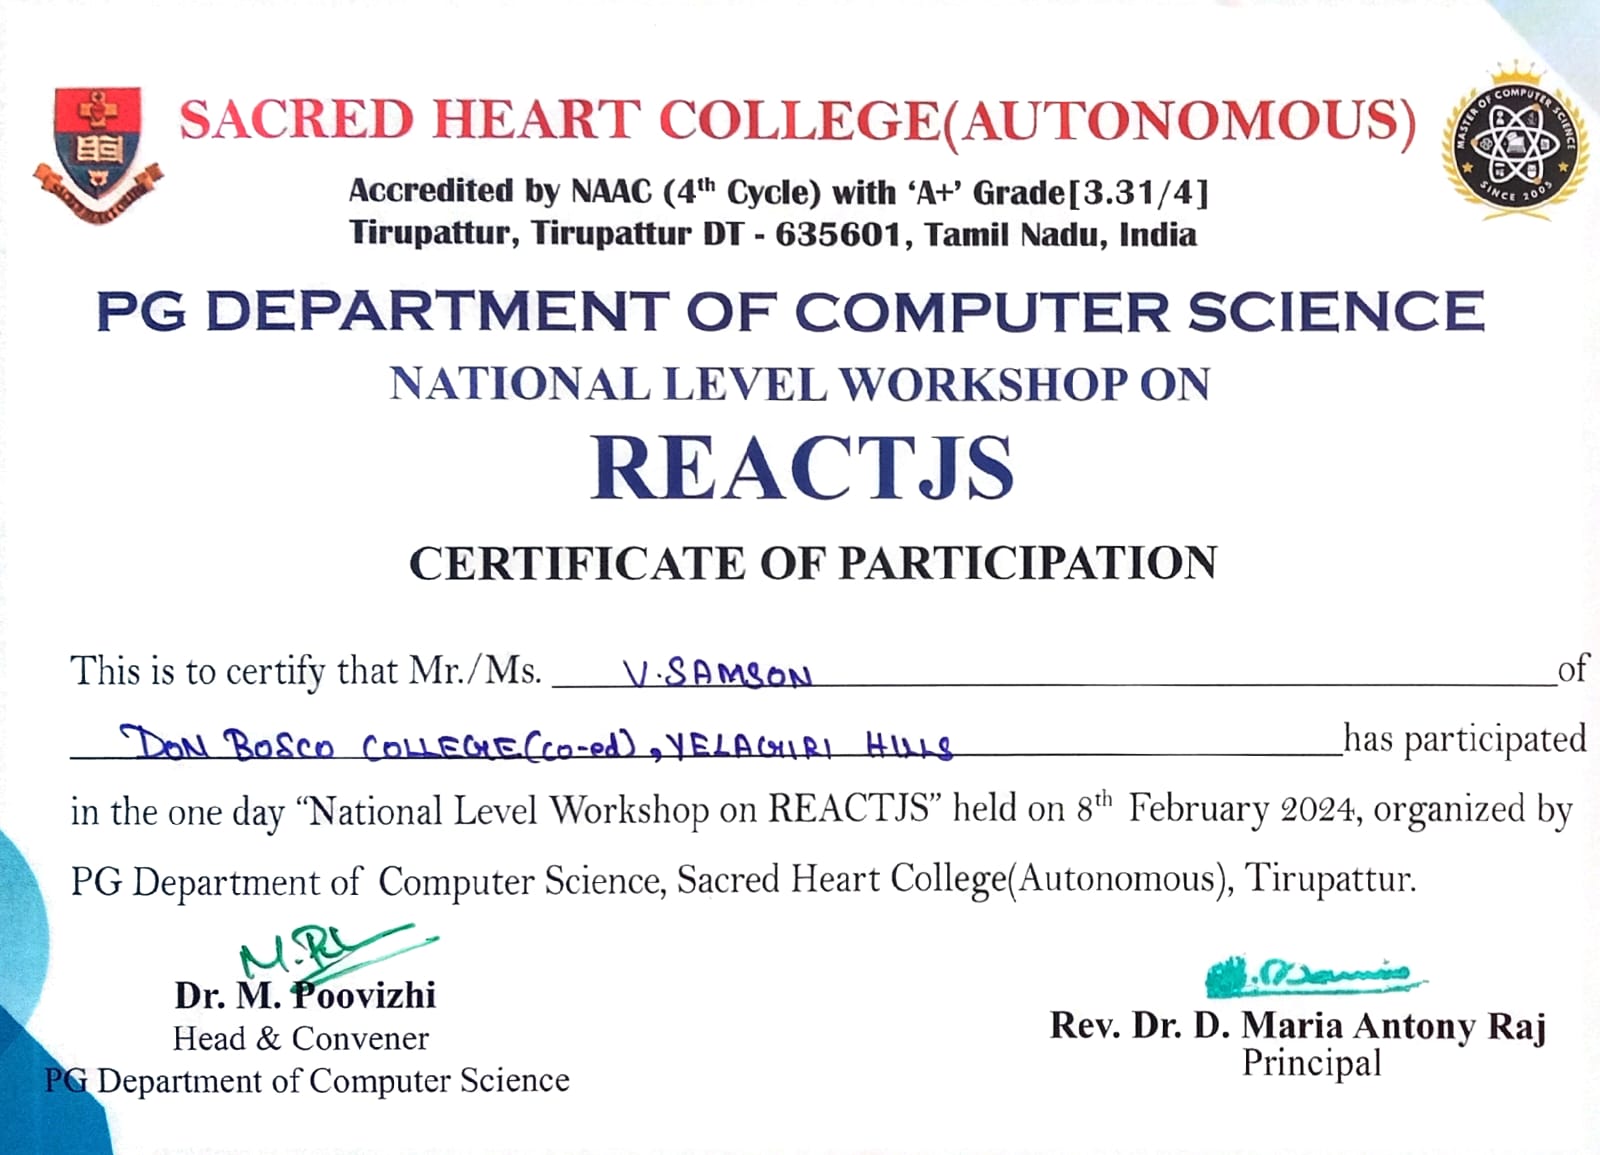 SACRED HEART COLLEGE(AUTONOMOUS)
Accredited by NAAC (4th Cycle) with ‘A+’ Grade[3.31/4]
Tirupattur, Tirupattur DT - 635601, Tamil Nadu, India
MASTER OF COMPUTER SCIENCE
SINCE 2005
PG DEPARTMENT OF COMPUTER SCIENCE
NATIONAL LEVEL WORKSHOP ON
REACTJS
CERTIFICATE OF PARTICIPATION
This is to certify that Mr./Ms. V.SAMSON of
DON BOSCO COLLEGE(co-ed), YELAGIRI HILLS has participated
in the one day “National Level Workshop on REACTJS” held on 8th February 2024, organized by
PG Department of Computer Science, Sacred Heart College(Autonomous), Tirupattur.
Dr. M. Poovizhi
Head & Convener
PG Department of Computer Science
Rev. Dr. D. Maria Antony Raj
Principal